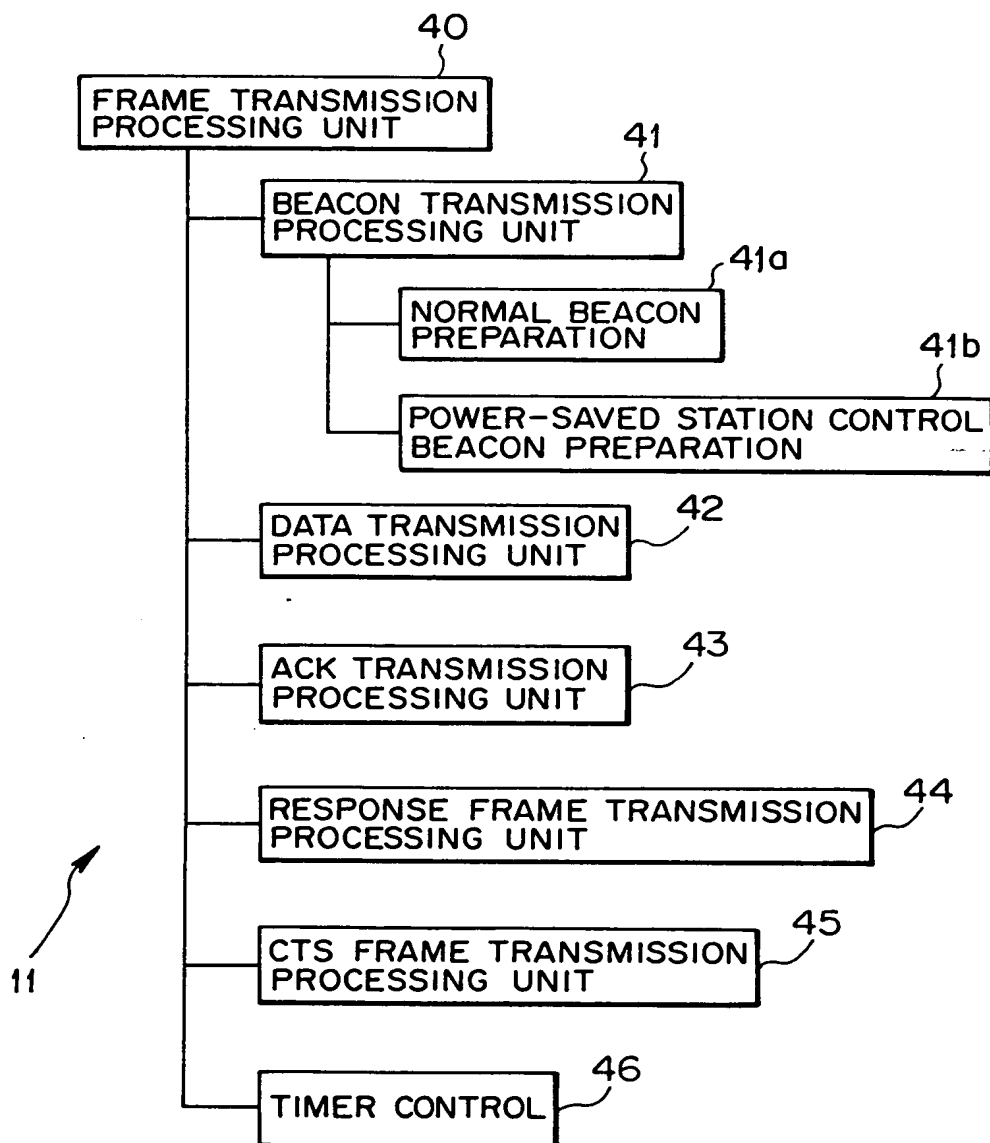 40
FRAME TRANSMISSION
PROCESSING UNIT
41
BEACON TRANSMISSION
PROCESSING UNIT
41a
NORMAL BEACON
PREPARATION
41b
POWER-SAVED STATION CONTROL
BEACON PREPARATION
42
DATA TRANSMISSION
PROCESSING UNIT
43
ACK TRANSMISSION
PROCESSING UNIT
44
RESPONSE FRAME TRANSMISSION
PROCESSING UNIT
45
CTS FRAME TRANSMISSION
PROCESSING UNIT
11
46
TIMER CONTROL